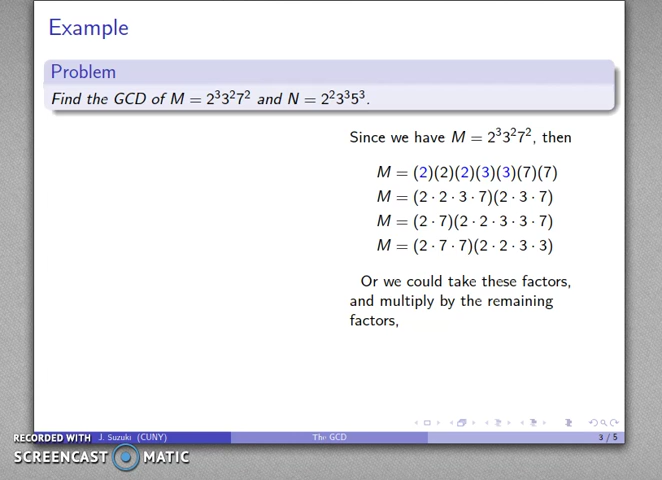 Example
Problem
Find the GCD of M = 2³3²7² and N = 2²3³5³.
Since we have M = 2³3²7², then
M = (2)(2)(2)(3)(3)(7)(7)
M = (2 · 2 · 3 · 7)(2 · 3 · 7)
M = (2 · 7)(2 · 2 · 3 · 3 · 7)
M = (2 · 7 · 7)(2 · 2 · 3 · 3)
Or we could take these factors,
and multiply by the remaining
factors,
J. Suzuki (CUNY) The GCD 3 / 5
RECORDED WITH
SCREENCAST MATIC